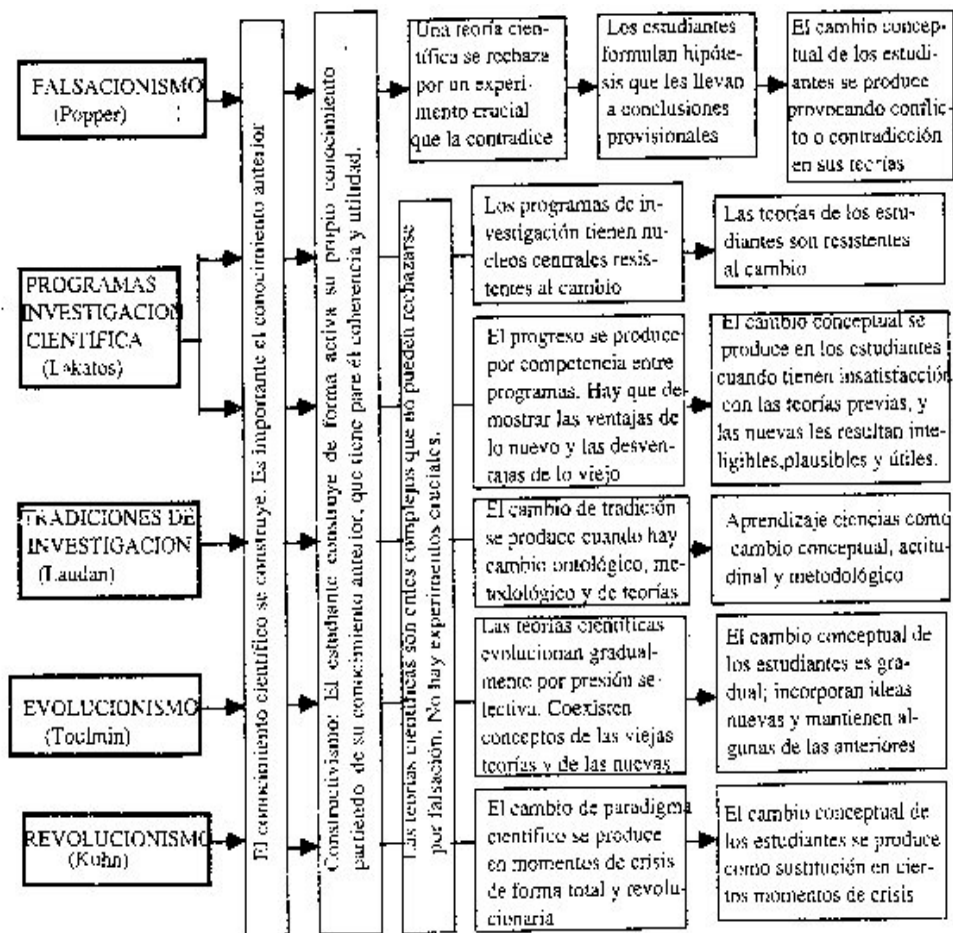 FALSACIONISMO
(Popper)
El conocimiento científico se construye. Es importante el conocimiento anterior
Constructivismo: El estudiante construye de forma activa su propio conocimiento
partiendo de su conocimiento anterior, que tiene pare él coherencia y utilidad.
Una teoría cien-
tífica se rechaza
por un experi-
mento crucial
que la contradice
Los estudiantes
formulan hipóte-
sis que les llevan
a conclusiones
provisionales
El cambio concep-
tual de los estudi-
antes se produce
provocando conflic-
to o contradicción
en sus teorías
PROGRAMAS
INVESTIGACION
CIENTÍFICA
(Lakatos)
Las teorías científicas son entes complejos que no pueden rechazarse
por falsación. No hay experimentos cruciales.
Los programas de in-
vestigación tienen nu-
cleos centrales resis-
tentes al cambio
Las teorías de los estu-
diantes son resistentes
al cambio
El progreso se produce
por competencia entre
programas. Hay que de-
mostrar las ventajas de
lo nuevo y las desven-
tajas de lo viejo
El cambio conceptual se
produce en los estudiantes
cuando tienen insatisfacción
con las teorías previas, y
las nuevas les resultan inte-
ligibles,plausibles y útiles.
TRADICIONES DE
INVESTIGACION
(Laudan)
El cambio de tradición
se produce cuando hay
cambio ontológico, me-
todológico y de teorías
Aprendizaje ciencias como
cambio conceptual, actitu-
dinal y metodológico
EVOLUCIONISMO
(Toulmin)
Las teorías científicas
evolucionan gradual-
mente por presión se-
lectiva. Coexisten
conceptos de las viejas
teorías y de las nuevas
El cambio conceptual de
los estudiantes es gra-
dual; incorporan ideas
nuevas y mantienen al-
gunas de las anteriores
REVOLUCIONISMO
(Kuhn)
El cambio de paradigma
científico se produce
en momentos de crisis
de forma total y revolu-
cionaria
El cambio conceptual de
los estudiantes se produce
como sustitución en cier-
tos momentos de crisis